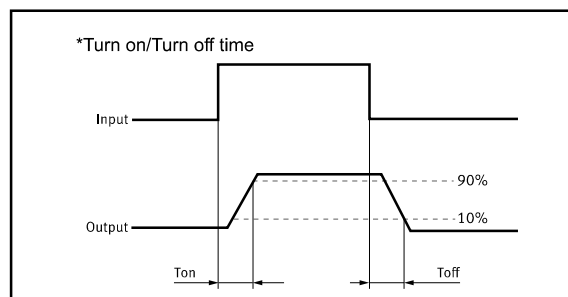 *Turn on/Turn off time
Input
90%
10%
Output
Ton
Toff